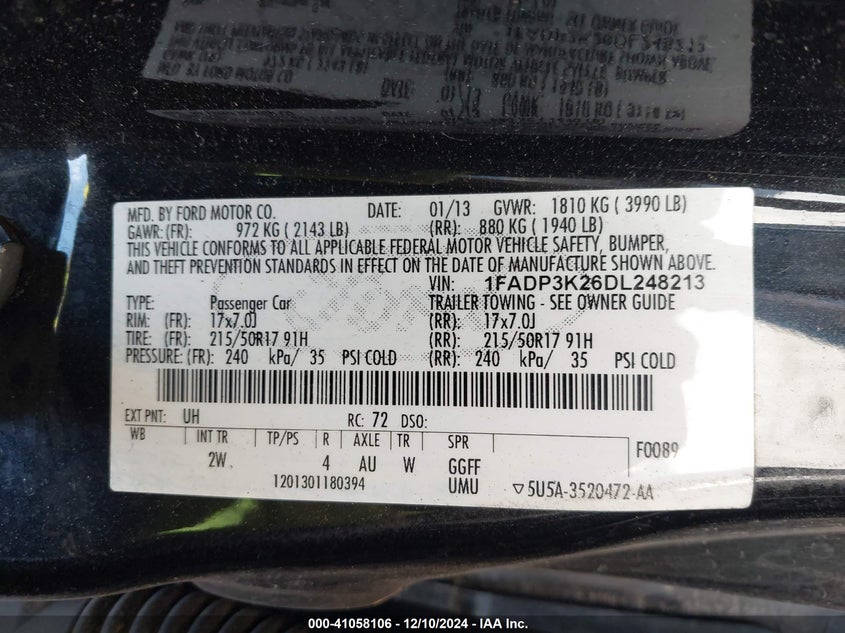 MFD. BY FORD MOTOR CO. DATE: 01/13 GVWR: 1810 KG ( 3990 LB)
GAWR: (FR): 972 KG ( 2143 LB) (RR): 880 KG ( 1940 LB)
THIS VEHICLE CONFORMS TO ALL APPLICABLE FEDERAL MOTOR VEHICLE SAFETY, BUMPER,
AND THEFT PREVENTION STANDARDS IN EFFECT ON THE DATE OF MANUFACTURE SHOWN ABOVE.
VIN: 1FADP3K26DL248213
TYPE: Passenger Car TRAILER TOWING - SEE OWNER GUIDE
RIM: (FR): 17x7.0J (RR): 17x7.0J
TIRE: (FR): 215/50R17 91H (RR): 215/50R17 91H
PRESSURE: (FR): 240 kPa/ 35 PSI COLD (RR): 240 kPa/ 35 PSI COLD
EXT PNT: UH RC: 72 DSO:
WB INT TR TP/PS R AXLE TR SPR F0089
2W 4 AU W GGFF
1201301180394 UMU ▽5U5A-3520472-AA
000-41058106 - 12/10/2024 - IAA Inc.